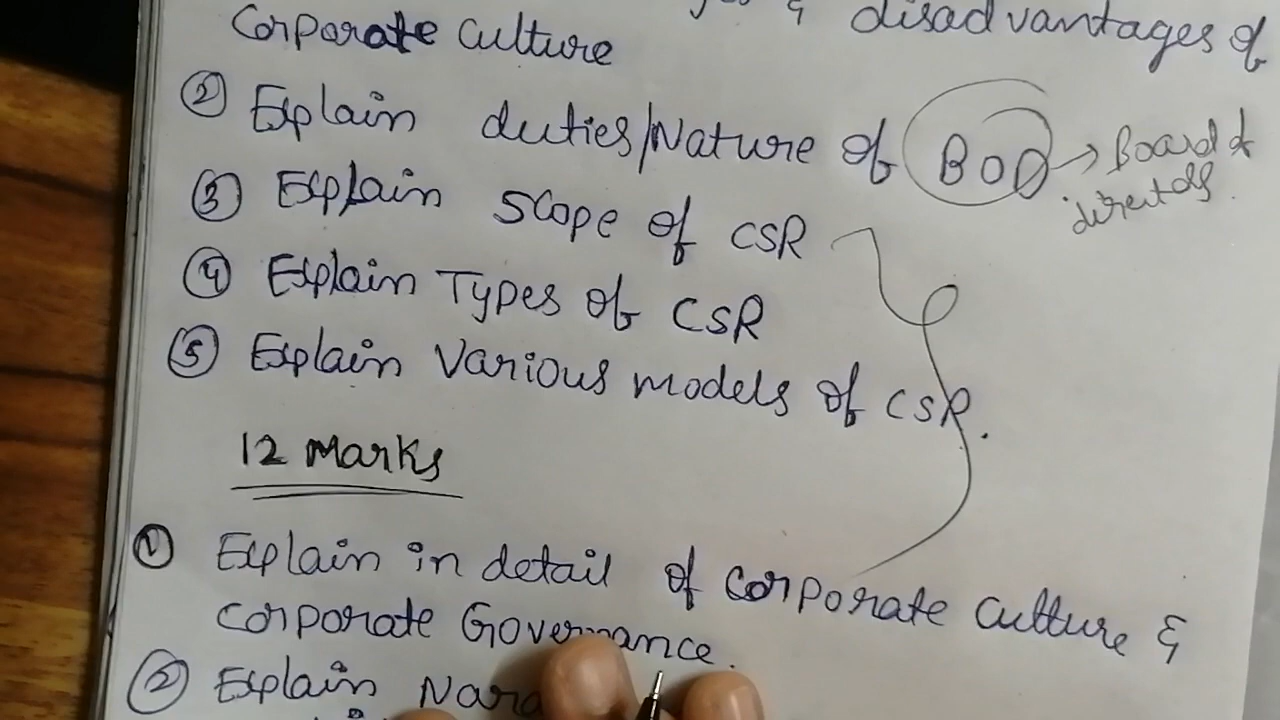 & disadvantages of
Corporate Culture
② Explain duties/Nature of BOD → Board of directors.
③ Explain Scope of CSR
④ Explain Types of CSR
⑤ Explain Various models of CSR.
12 Marks
① Explain in detail of Corporate Culture &
Corporate Governance.
② Explain